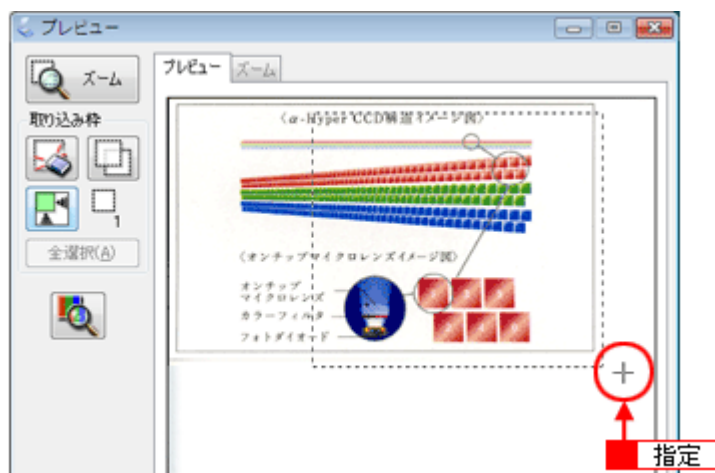 プレビュー
ズーム
プレビュー
ズーム
取り込み枠
1
全選択(A)
〈α-Hyper CCD構造イメージ図〉
〈オンチップマイクロレンズイメージ図〉
オンチップ
マイクロレンズ
カラーフィルタ
フォトダイオード
指定